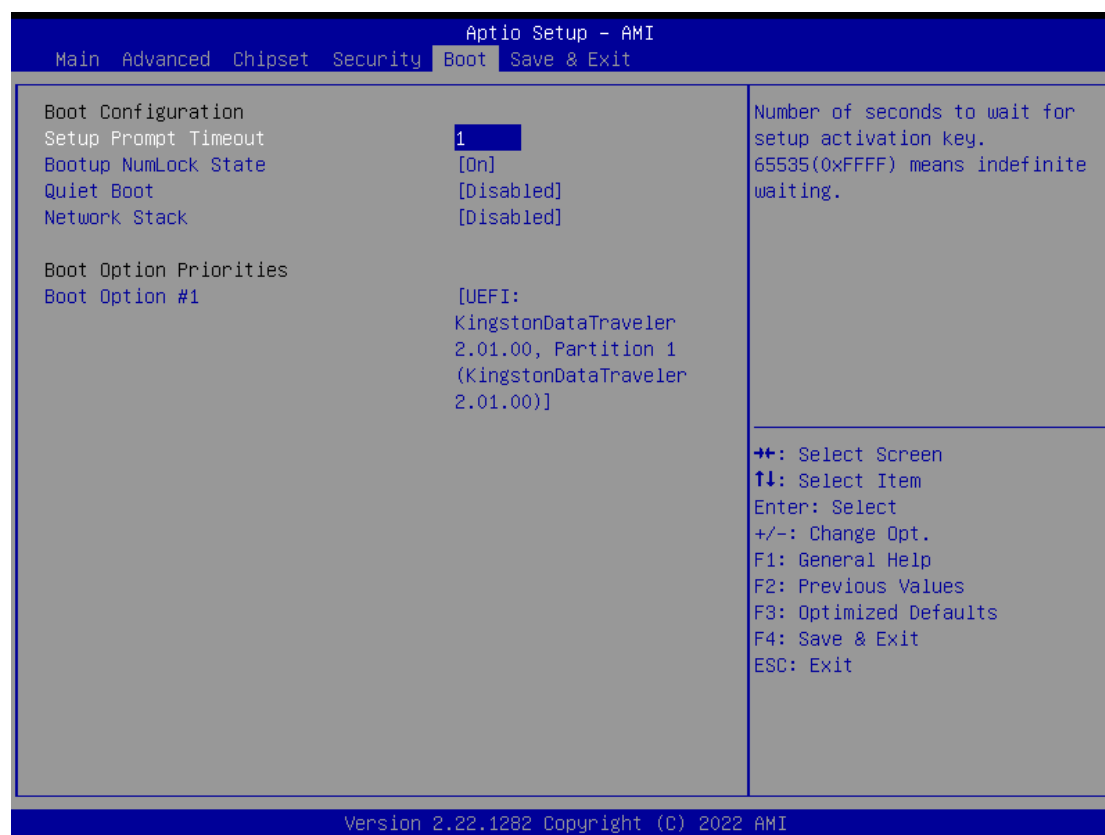 Aptio Setup – AMI
Main Advanced Chipset Security Boot Save & Exit
Boot Configuration
Setup Prompt Timeout 1
Bootup NumLock State [On]
Quiet Boot [Disabled]
Network Stack [Disabled]
Boot Option Priorities
Boot Option #1 [UEFI:
KingstonDataTraveler
2.01.00, Partition 1
(KingstonDataTraveler
2.01.00)]
Number of seconds to wait for
setup activation key.
65535(0xFFFF) means indefinite
waiting.
→←: Select Screen
↑↓: Select Item
Enter: Select
+/-: Change Opt.
F1: General Help
F2: Previous Values
F3: Optimized Defaults
F4: Save & Exit
ESC: Exit
Version 2.22.1282 Copyright (C) 2022 AMI